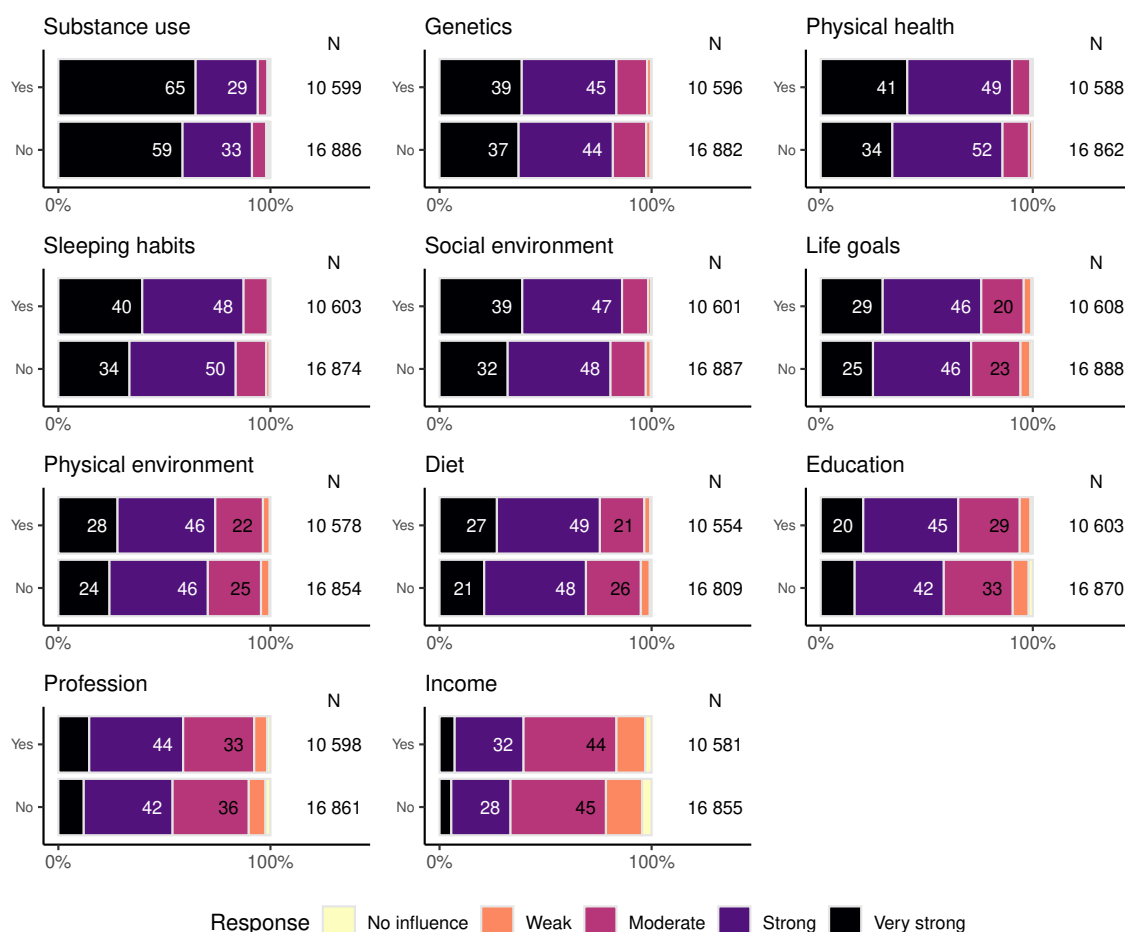 Substance use
N
Yes 65 29 10 599
No 59 33 16 886
0% 100%
Genetics
N
Yes 39 45 10 596
No 37 44 16 882
0% 100%
Physical health
N
Yes 41 49 10 588
No 34 52 16 862
0% 100%
Sleeping habits
N
Yes 40 48 10 603
No 34 50 16 874
0% 100%
Social environment
N
Yes 39 47 10 601
No 32 48 16 887
0% 100%
Life goals
N
Yes 29 46 20 10 608
No 25 46 23 16 888
0% 100%
Physical environment
N
Yes 28 46 22 10 578
No 24 46 25 16 854
0% 100%
Diet
N
Yes 27 49 21 10 554
No 21 48 26 16 809
0% 100%
Education
N
Yes 20 45 29 10 603
No 42 33 16 870
0% 100%
Profession
N
Yes 44 33 10 598
No 42 36 16 861
0% 100%
Income
N
Yes 32 44 10 581
No 28 45 16 855
0% 100%
Response No influence Weak Moderate Strong Very strong